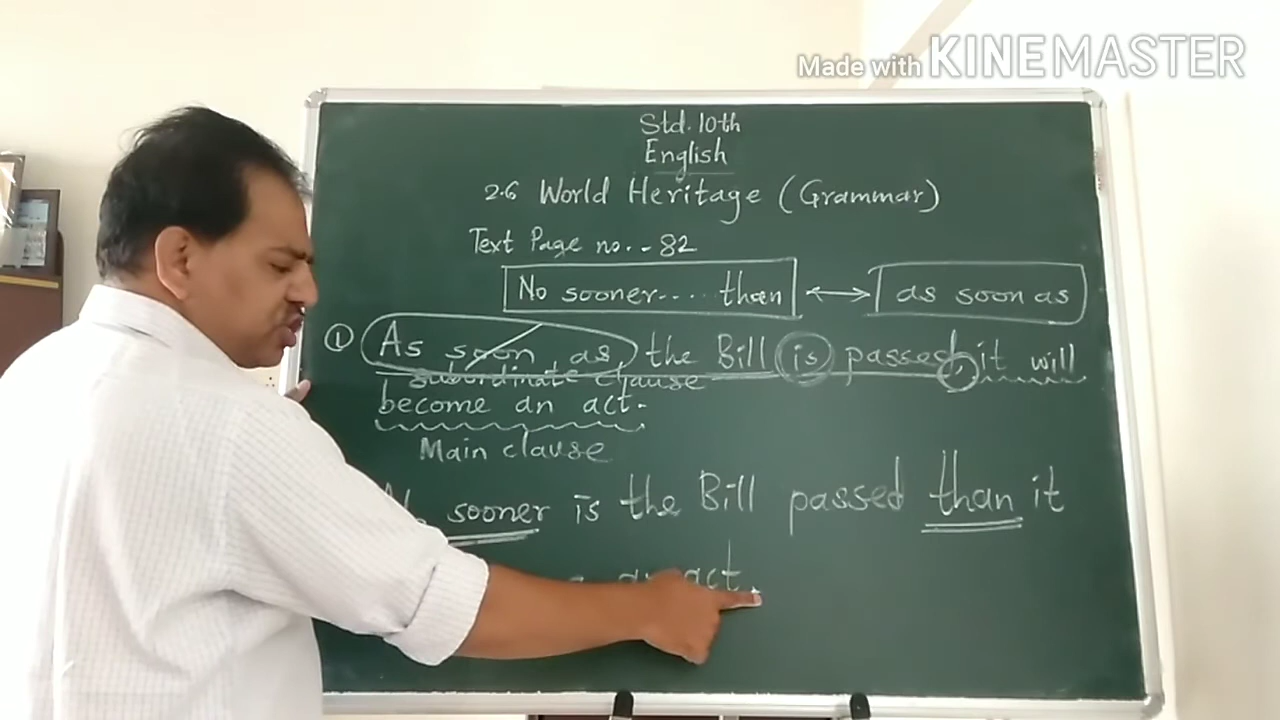 Made with KINEMASTER
Std. 10th
English
2.6 World Heritage (Grammar)
Text Page no.. - 82
No sooner..... than ↔ as soon as
① As soon as, the Bill is passed, it will
subordinate clause
become an act.
Main clause
sooner is the Bill passed than it
act.